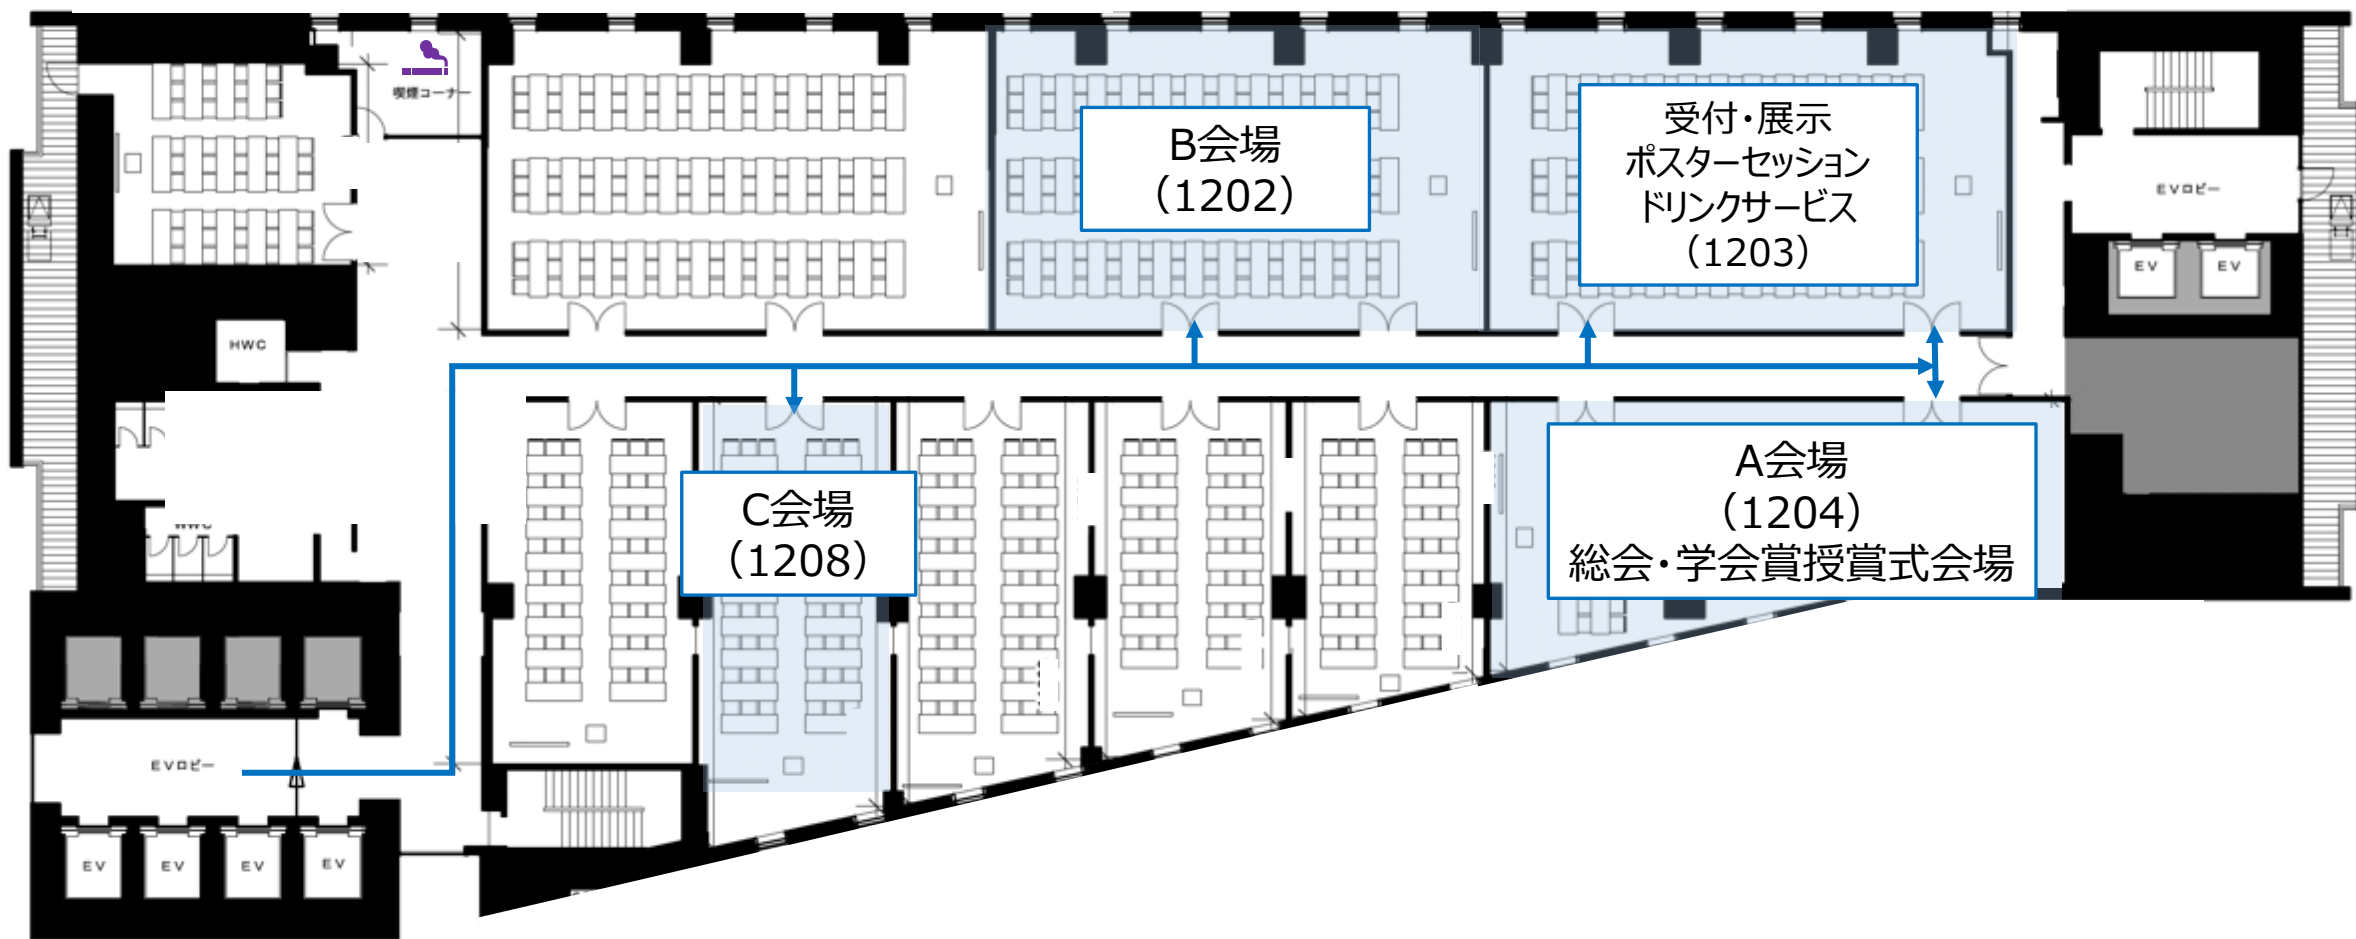 喫煙コーナー
B会場
（1202）
受付・展示
ポスターセッション
ドリンクサービス
（1203）
EVロビー
EV
EV
HWC
C会場
（1208）
A会場
（1204）
総会・学会賞授賞式会場
WWC
EVロビー
EV
EV
EV
EV